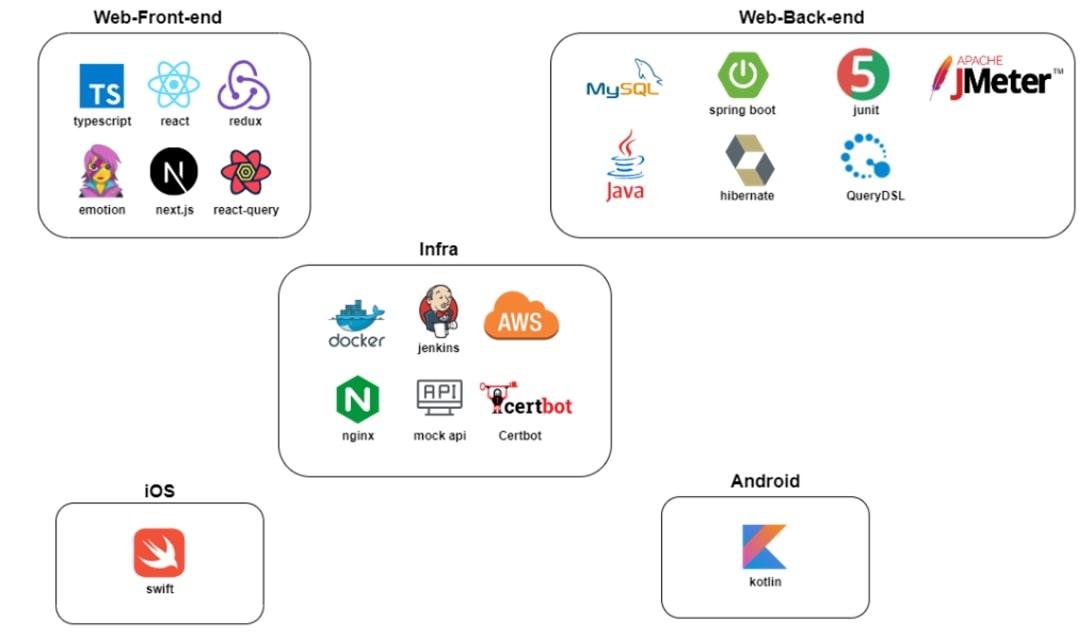 Web-Front-end
TS
typescript
react
redux
emotion
N
next.js
react-query
Web-Back-end
MySQL
spring boot
5
junit
APACHE
JMeter™
Java
hibernate
QueryDSL
Infra
docker
jenkins
AWS
N
nginx
API
mock api
certbot
Certbot
iOS
swift
Android
kotlin